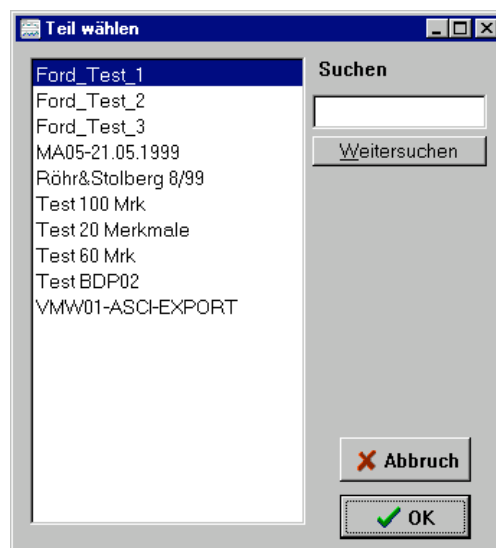 Teil wählen
Ford_Test_1
Ford_Test_2
Ford_Test_3
MA05-21.05.1999
Röhr&Stolberg 8/99
Test 100 Mrk
Test 20 Merkmale
Test 60 Mrk
Test BDP02
VMW01-ASCI-EXPORT
Suchen
Weitersuchen
Abbruch
OK